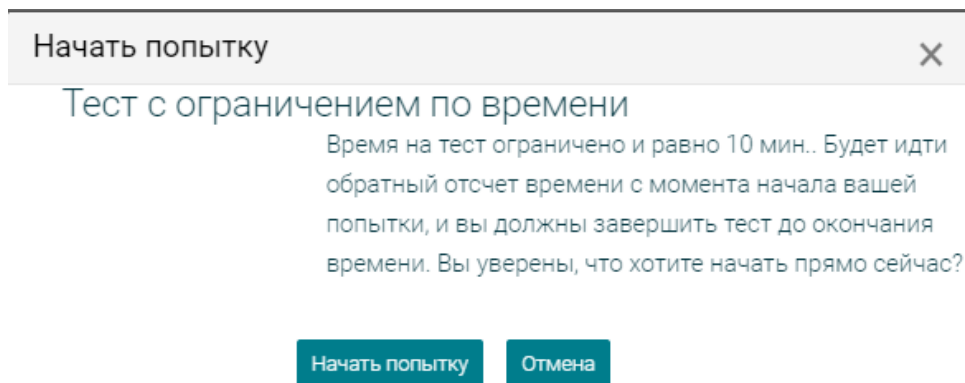 Начать попытку
×
Тест с ограничением по времени
Время на тест ограничено и равно 10 мин.. Будет идти
обратный отсчет времени с момента начала вашей
попытки, и вы должны завершить тест до окончания
времени. Вы уверены, что хотите начать прямо сейчас?
Начать попытку Отмена